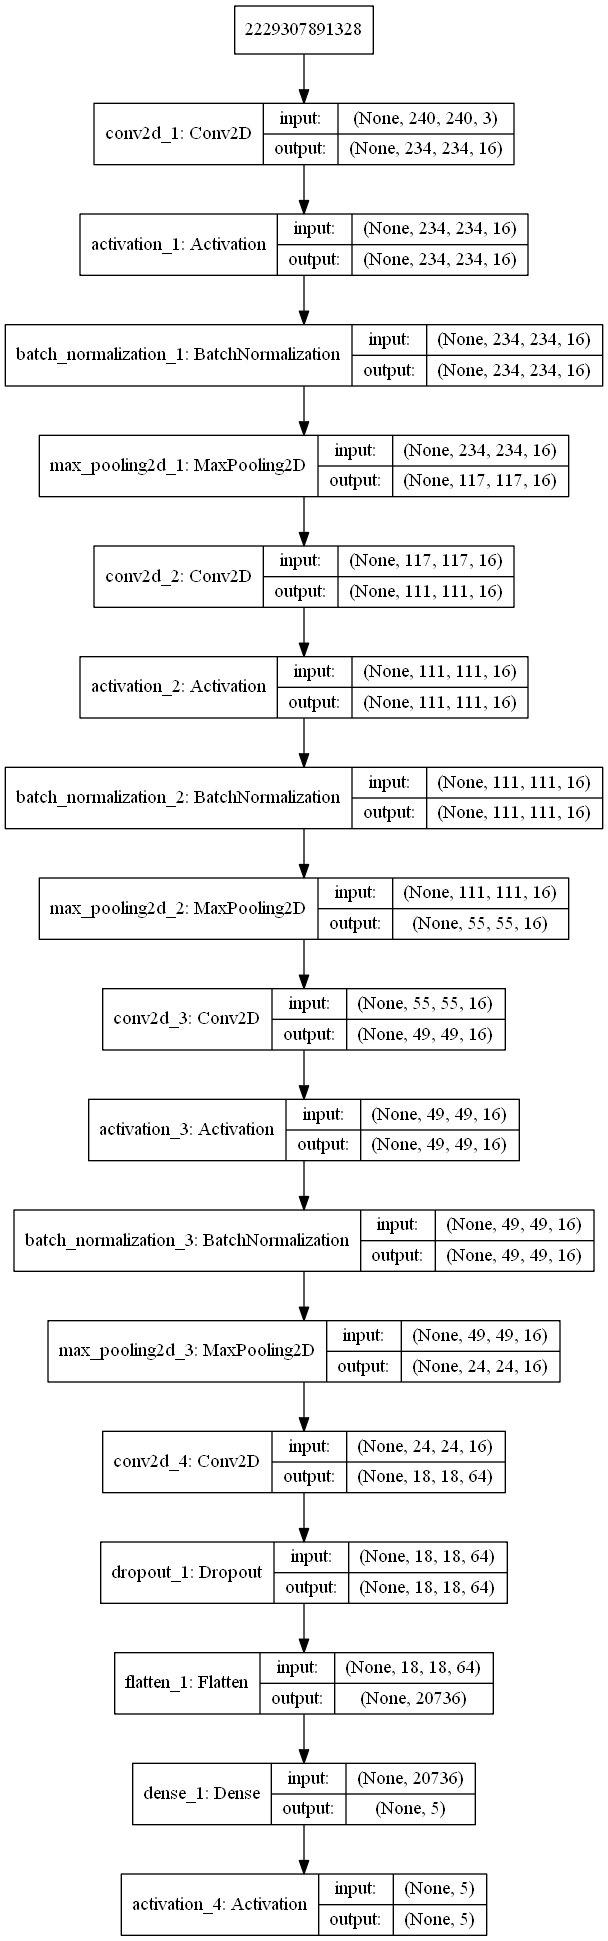 2229307891328
conv2d_1: Conv2D
input: (None, 240, 240, 3)
output: (None, 234, 234, 16)
activation_1: Activation
input: (None, 234, 234, 16)
output: (None, 234, 234, 16)
batch_normalization_1: BatchNormalization
input: (None, 234, 234, 16)
output: (None, 234, 234, 16)
max_pooling2d_1: MaxPooling2D
input: (None, 234, 234, 16)
output: (None, 117, 117, 16)
conv2d_2: Conv2D
input: (None, 117, 117, 16)
output: (None, 111, 111, 16)
activation_2: Activation
input: (None, 111, 111, 16)
output: (None, 111, 111, 16)
batch_normalization_2: BatchNormalization
input: (None, 111, 111, 16)
output: (None, 111, 111, 16)
max_pooling2d_2: MaxPooling2D
input: (None, 111, 111, 16)
output: (None, 55, 55, 16)
conv2d_3: Conv2D
input: (None, 55, 55, 16)
output: (None, 49, 49, 16)
activation_3: Activation
input: (None, 49, 49, 16)
output: (None, 49, 49, 16)
batch_normalization_3: BatchNormalization
input: (None, 49, 49, 16)
output: (None, 49, 49, 16)
max_pooling2d_3: MaxPooling2D
input: (None, 49, 49, 16)
output: (None, 24, 24, 16)
conv2d_4: Conv2D
input: (None, 24, 24, 16)
output: (None, 18, 18, 64)
dropout_1: Dropout
input: (None, 18, 18, 64)
output: (None, 18, 18, 64)
flatten_1: Flatten
input: (None, 18, 18, 64)
output: (None, 20736)
dense_1: Dense
input: (None, 20736)
output: (None, 5)
activation_4: Activation
input: (None, 5)
output: (None, 5)